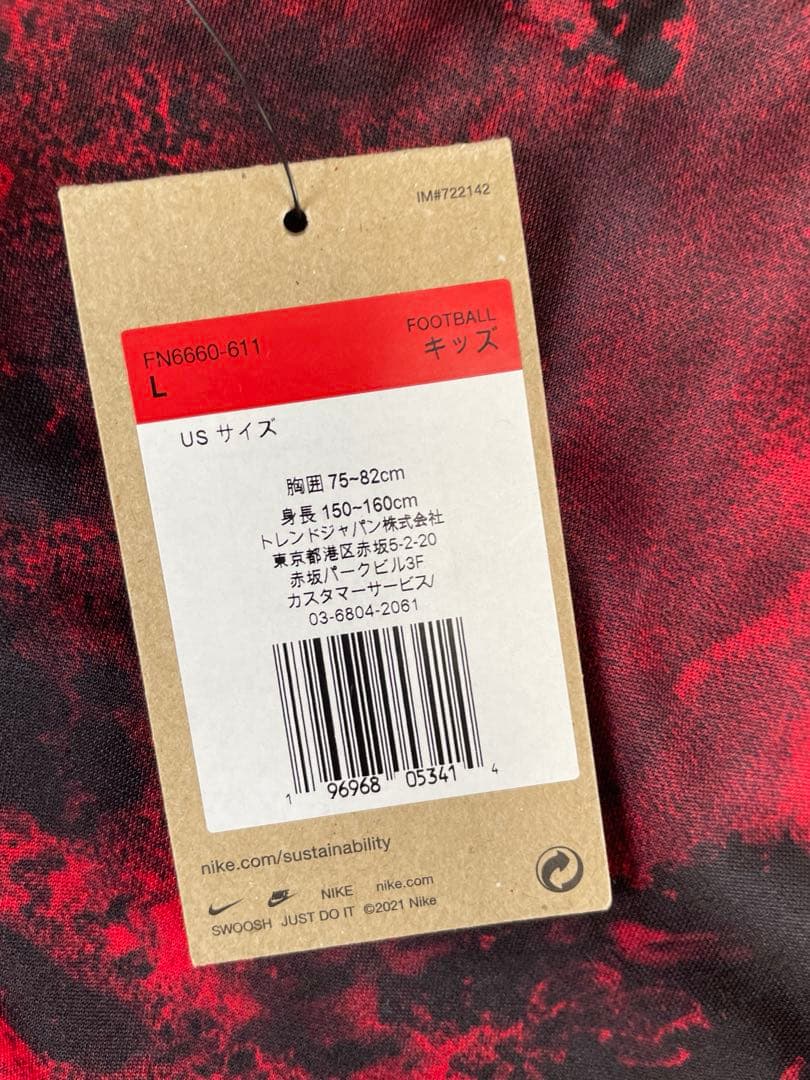 IM#722142
FOOTBALL
FN6660-611
キッズ
L
US サイズ
胸囲 75~82cm
身長 150~160cm
トレンドジャパン株式会社
東京都港区赤坂5-2-20
赤坂パークビル3F
カスタマーサービス/
03-6804-2061
1 96968 05341 4
nike.com/sustainability
NIKE nike.com
SWOOSH JUST DO IT ©2021 Nike